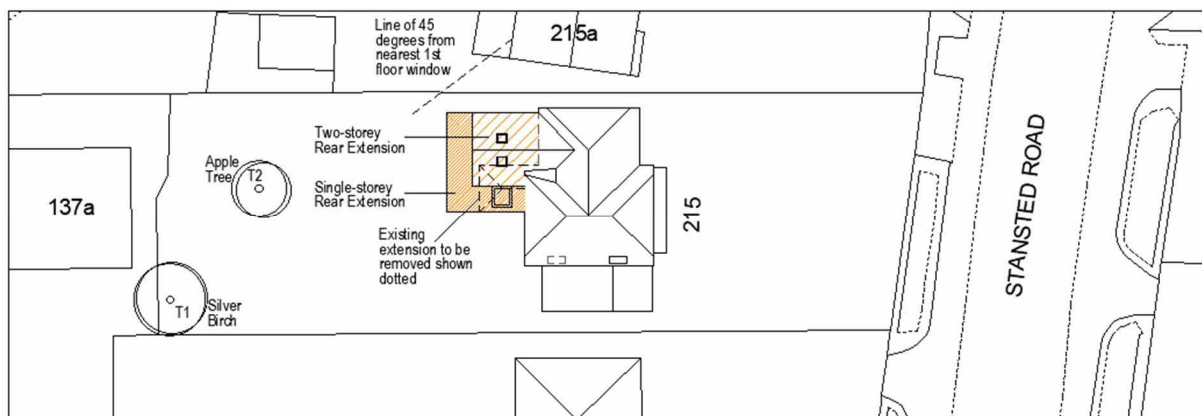 Line of 45
degrees from
nearest 1st
floor window
215a
Two-storey
Rear Extension
Apple
Tree
T2
Single-storey
Rear Extension
137a
Existing
extension to be
removed shown
dotted
215
STANSTED ROAD
T1
Silver
Birch